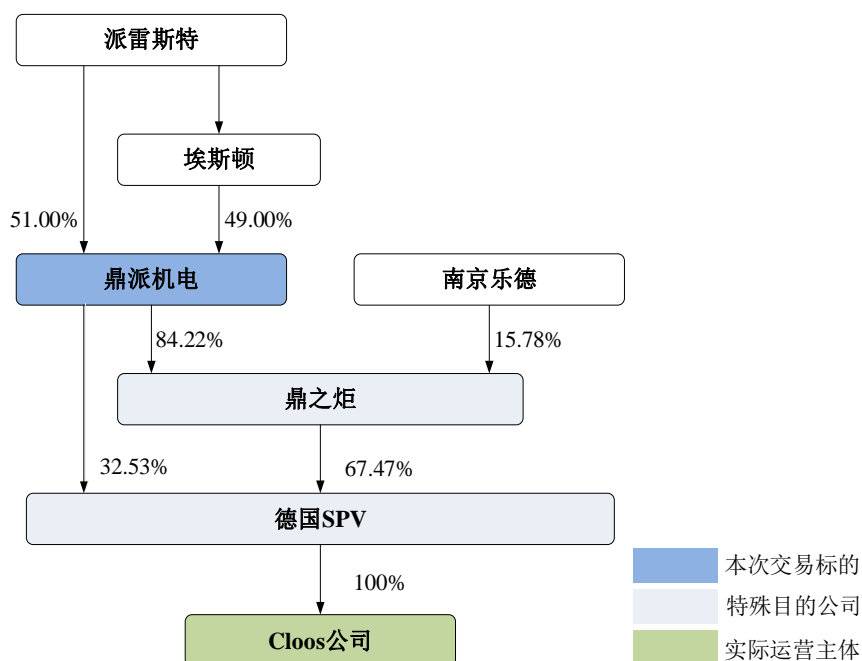 派雷斯特
埃斯顿
51.00%
49.00%
鼎派机电
南京乐德
84.22%
15.78%
鼎之炬
32.53%
67.47%
德国SPV
100%
本次交易标的
特殊目的公司
Cloos公司
实际运营主体